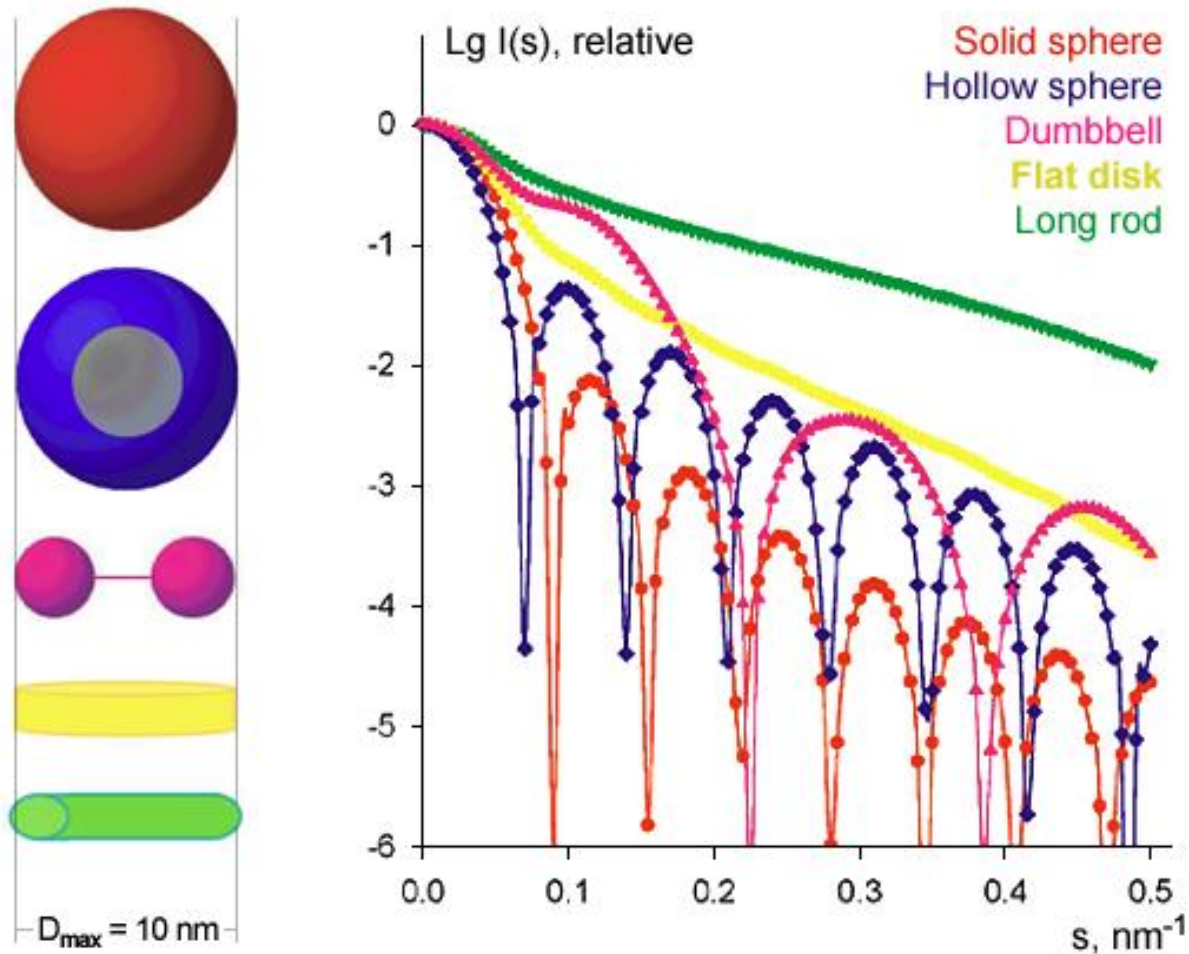 Lg I(s), relative
Solid sphere
Hollow sphere
Dumbbell
Flat disk
Long rod
0
-1
-2
-3
-4
-5
-6
0.0 0.1 0.2 0.3 0.4 0.5
s, nm⁻¹
Dmax = 10 nm